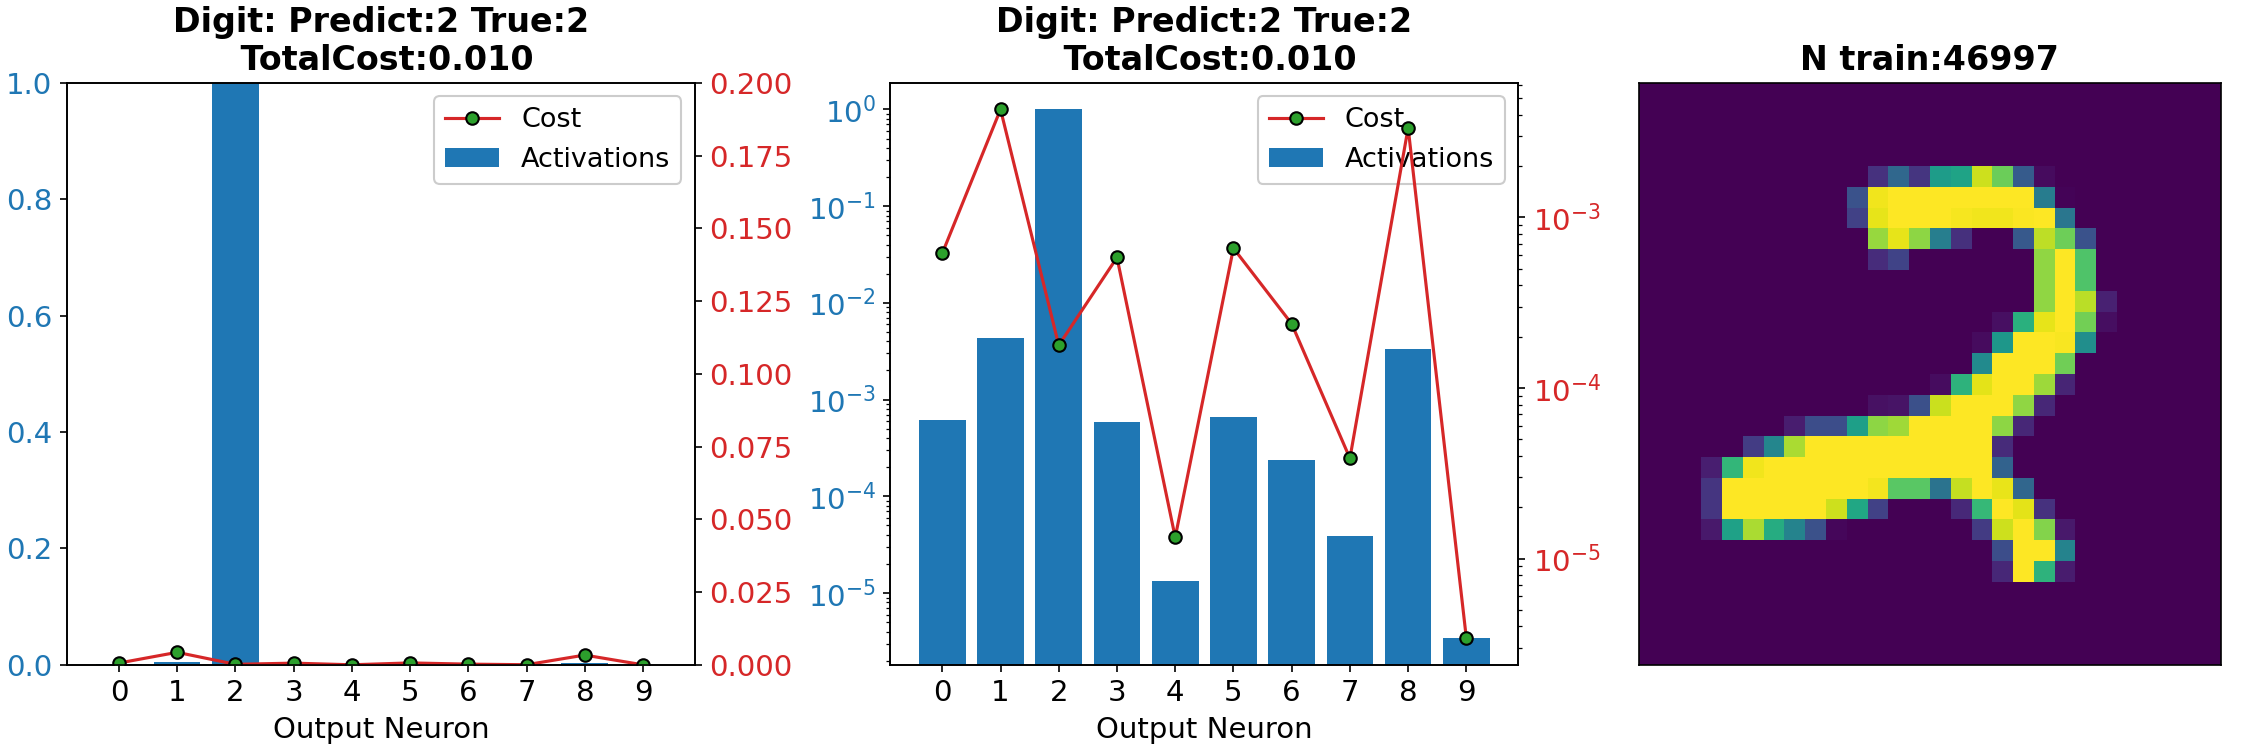 Digit: Predict:2 True:2
TotalCost:0.010
1.0
0.8
0.6
0.4
0.2
0.0
Cost
Activations
0.200
0.175
0.150
0.125
0.100
0.075
0.050
0.025
0.000
0 1 2 3 4 5 6 7 8 9
Output Neuron
Digit: Predict:2 True:2
TotalCost:0.010
10⁰
10⁻¹
10⁻²
10⁻³
10⁻⁴
10⁻⁵
Cost
Activations
10⁻³
10⁻⁴
10⁻⁵
0 1 2 3 4 5 6 7 8 9
Output Neuron
N train:46997
2